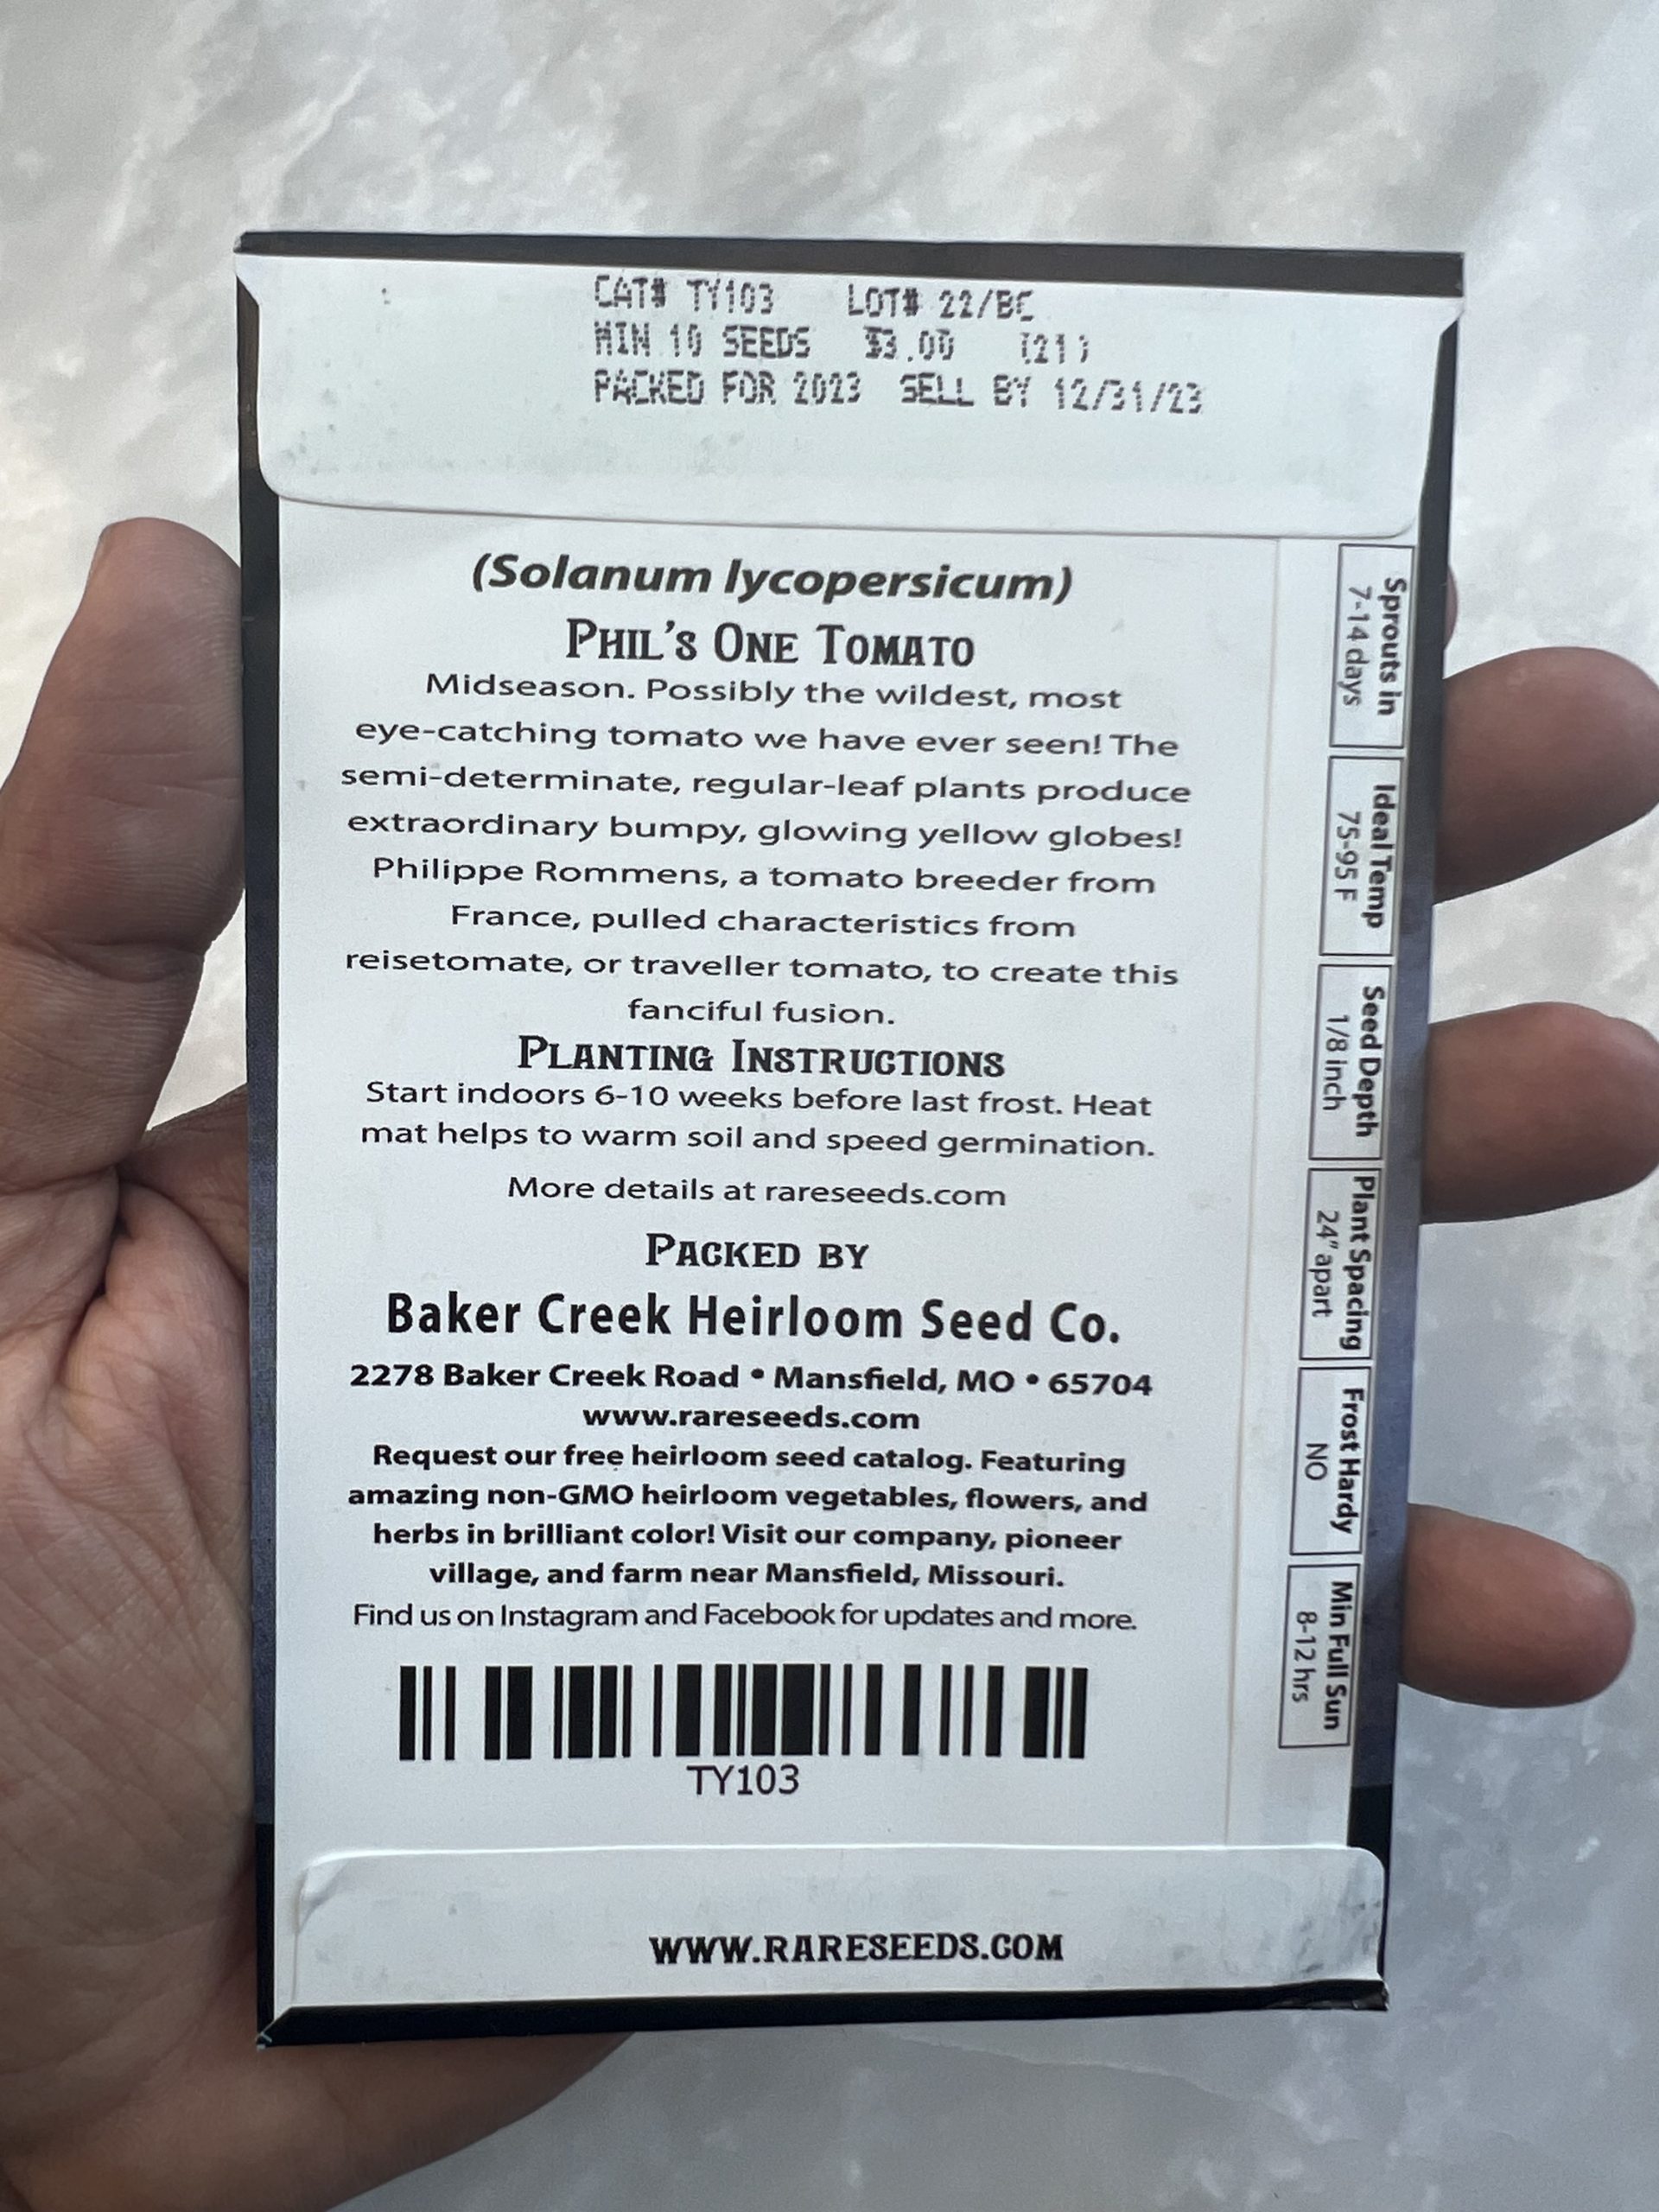 CAT# TY103 LOT# 22/BC
MIN 10 SEEDS $3.00 (21)
PACKED FOR 2023 SELL BY 12/31/23
(Solanum lycopersicum)
PHIL'S ONE TOMATO
Midseason. Possibly the wildest, most
eye-catching tomato we have ever seen! The
semi-determinate, regular-leaf plants produce
extraordinary bumpy, glowing yellow globes!
Philippe Rommens, a tomato breeder from
France, pulled characteristics from
reisetomate, or traveller tomato, to create this
fanciful fusion.
PLANTING INSTRUCTIONS
Start indoors 6-10 weeks before last frost. Heat
mat helps to warm soil and speed germination.
More details at rareseeds.com
PACKED BY
Baker Creek Heirloom Seed Co.
2278 Baker Creek Road • Mansfield, MO • 65704
www.rareseeds.com
Request our free heirloom seed catalog. Featuring
amazing non-GMO heirloom vegetables, flowers, and
herbs in brilliant color! Visit our company, pioneer
village, and farm near Mansfield, Missouri.
Find us on Instagram and Facebook for updates and more.
TY103
WWW.RARESEEDS.COM
Sprouts in
7-14 days
Ideal Temp
75-95 F
Seed Depth
1/8 inch
Plant Spacing
24" apart
Frost Hardy
NO
Min Full Sun
8-12 hrs